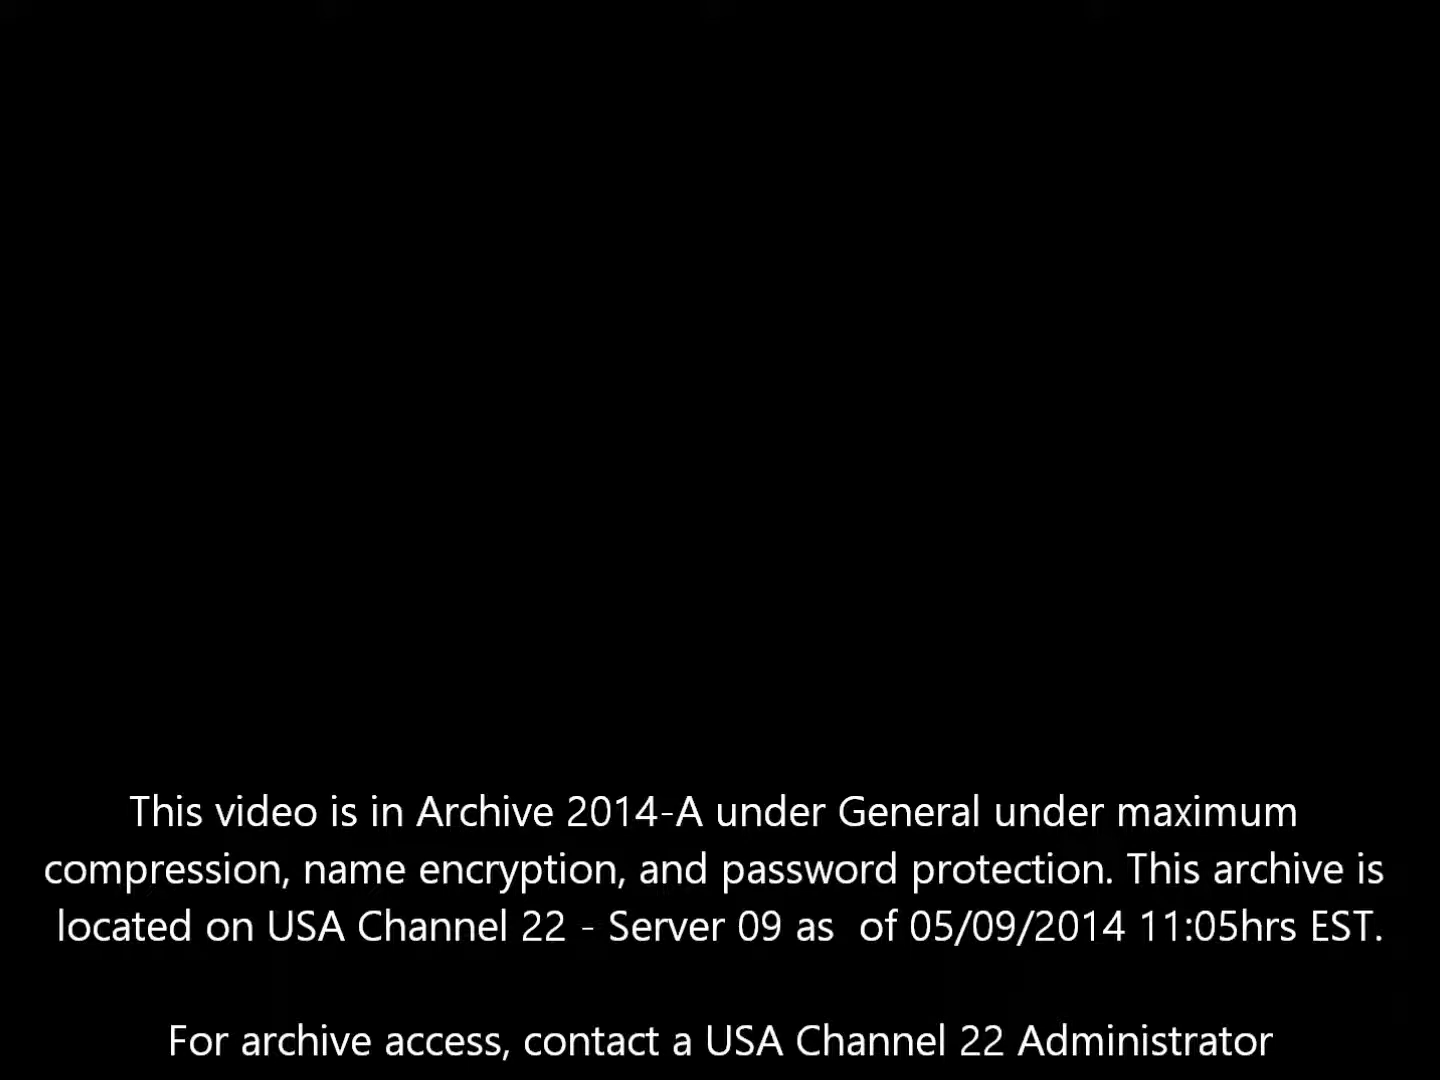 This video is in Archive 2014-A under General under maximum
compression, name encryption, and password protection. This archive is
located on USA Channel 22 - Server 09 as  of 05/09/2014 11:05hrs EST.
For archive access, contact a USA Channel 22 Administrator